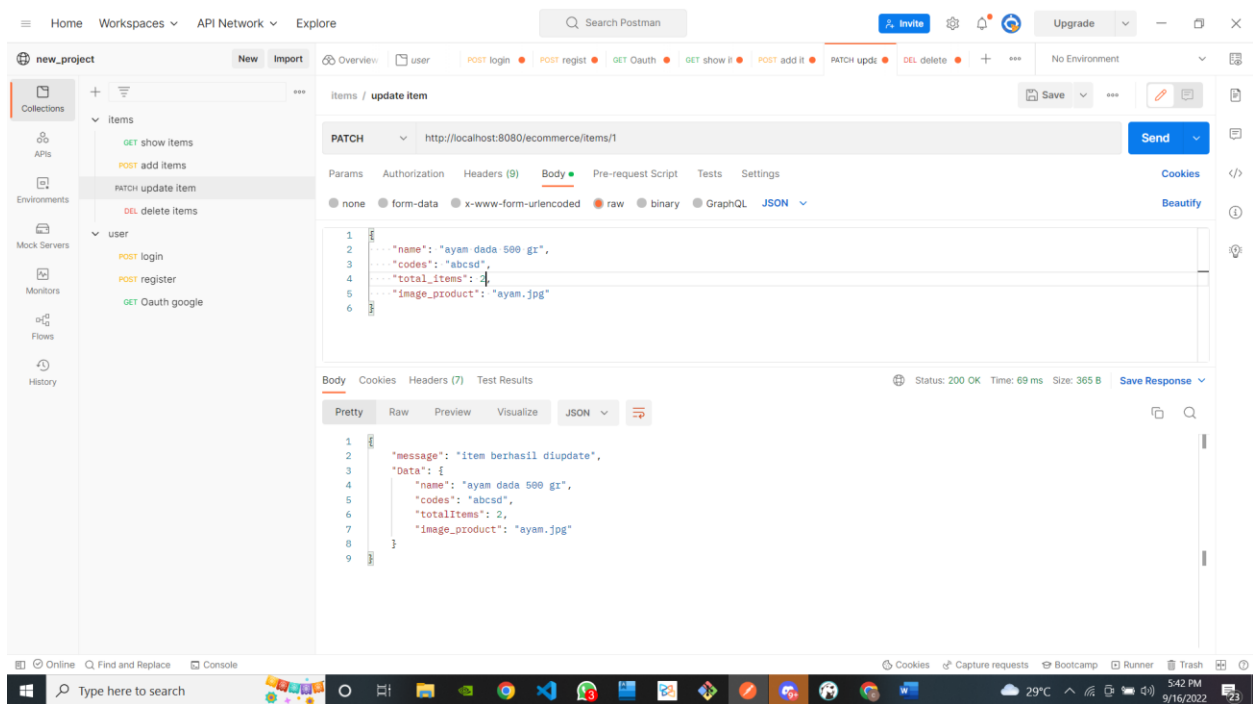 Home Workspaces API Network Explore Search Postman Invite Upgrade
new_project New Import Overview user POST login POST regist GET Oauth GET show it POST add it PATCH upda DEL delete No Environment
Collections
APIs
Environments
Mock Servers
Monitors
Flows
History
items
GET show items
POST add items
PATCH update item
DEL delete items
user
POST login
POST register
GET Oauth google
items / update item Save
PATCH http://localhost:8080/ecommerce/items/1 Send
Params Authorization Headers (9) Body Pre-request Script Tests Settings Cookies
none form-data x-www-form-urlencoded raw binary GraphQL JSON Beautify
1 {
2 "name": "ayam dada 500 gr",
3 "codes": "abcsd",
4 "total_items": 2,
5 "image_product": "ayam.jpg"
6 }
Body Cookies Headers (7) Test Results Status: 200 OK Time: 69 ms Size: 365 B Save Response
Pretty Raw Preview Visualize JSON
1 {
2 "message": "item berhasil diupdate",
3 "Data": {
4 "name": "ayam dada 500 gr",
5 "codes": "abcsd",
6 "totalItems": 2,
7 "image_product": "ayam.jpg"
8 }
9 }
Online Find and Replace Console Cookies Capture requests Bootcamp Runner Trash
Type here to search 29°C 5:42 PM
9/16/2022 23